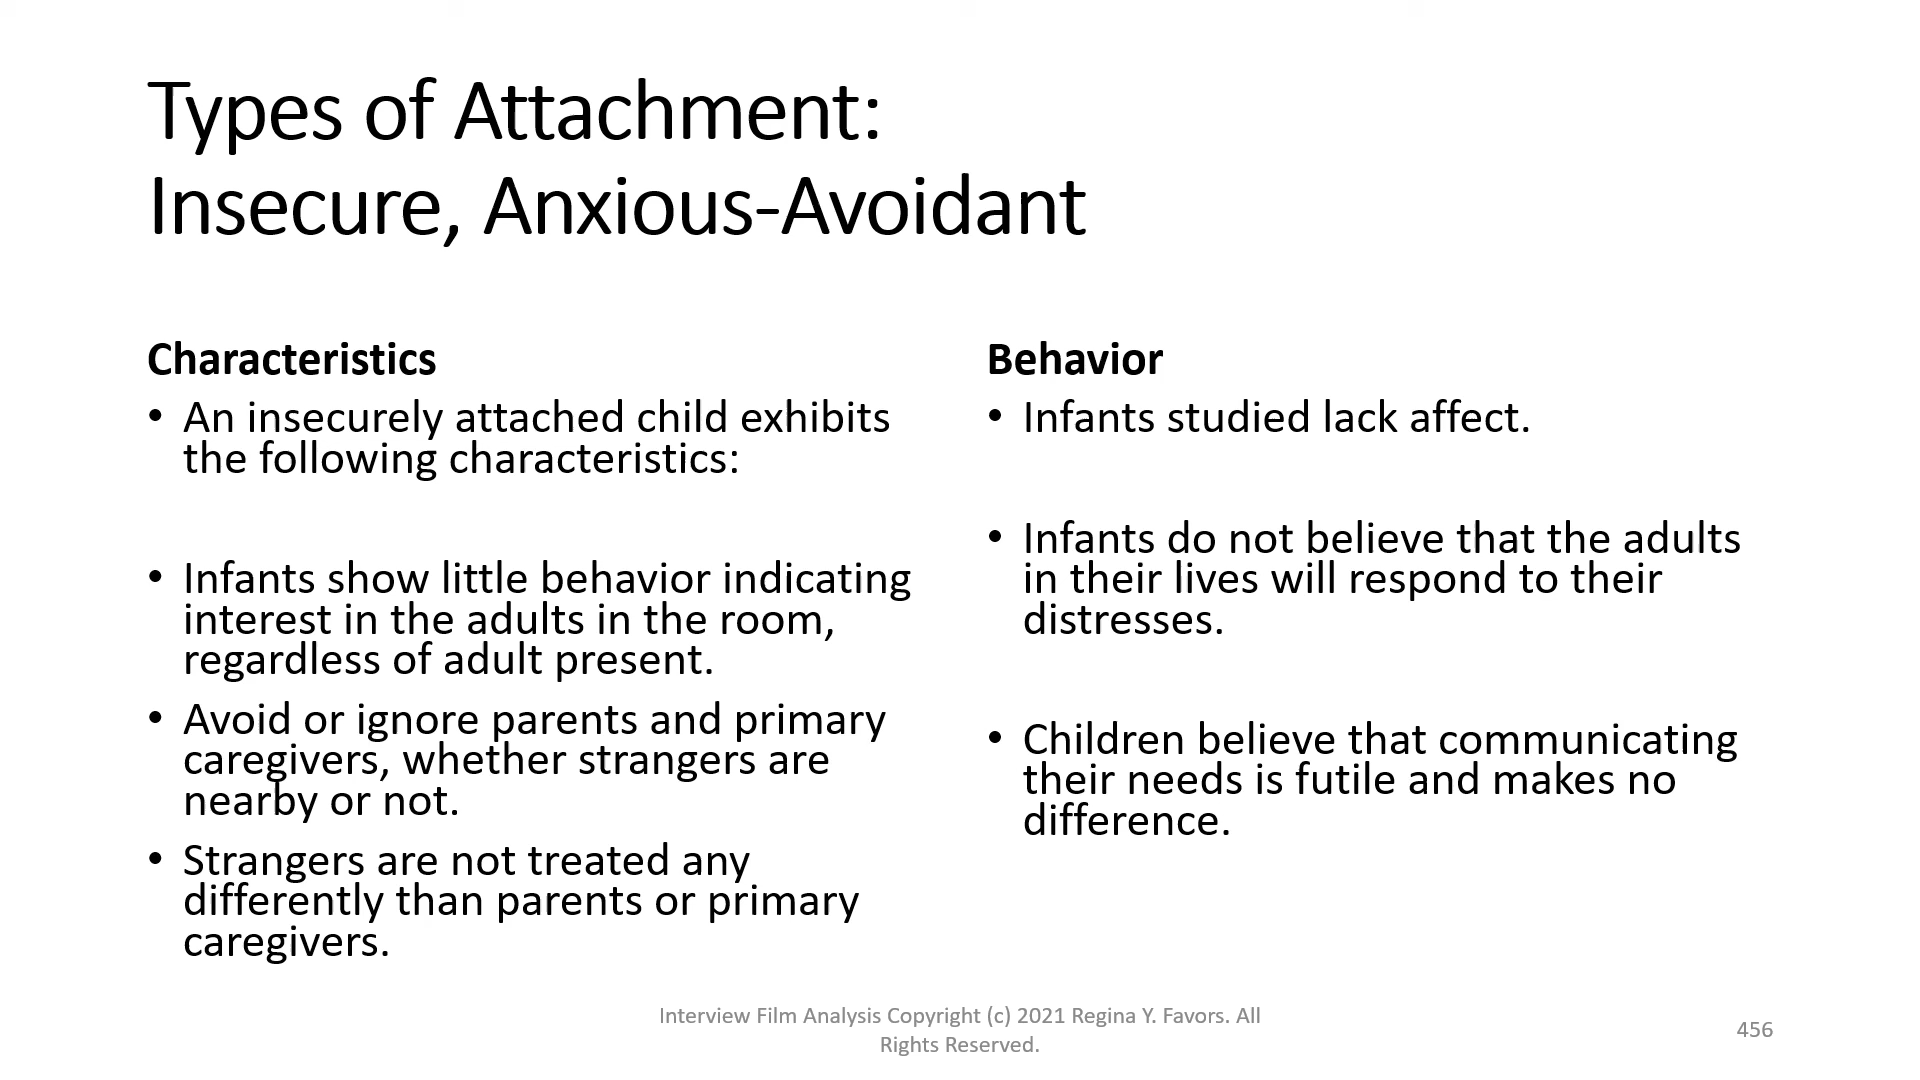 Types of Attachment:
Insecure, Anxious-Avoidant
Characteristics
• An insecurely attached child exhibits
the following characteristics:
• Infants show little behavior indicating
interest in the adults in the room,
regardless of adult present.
• Avoid or ignore parents and primary
caregivers, whether strangers are
nearby or not.
• Strangers are not treated any
differently than parents or primary
caregivers.
Behavior
• Infants studied lack affect.
• Infants do not believe that the adults
in their lives will respond to their
distresses.
• Children believe that communicating
their needs is futile and makes no
difference.
Interview Film Analysis Copyright (c) 2021 Regina Y. Favors. All
Rights Reserved.
456